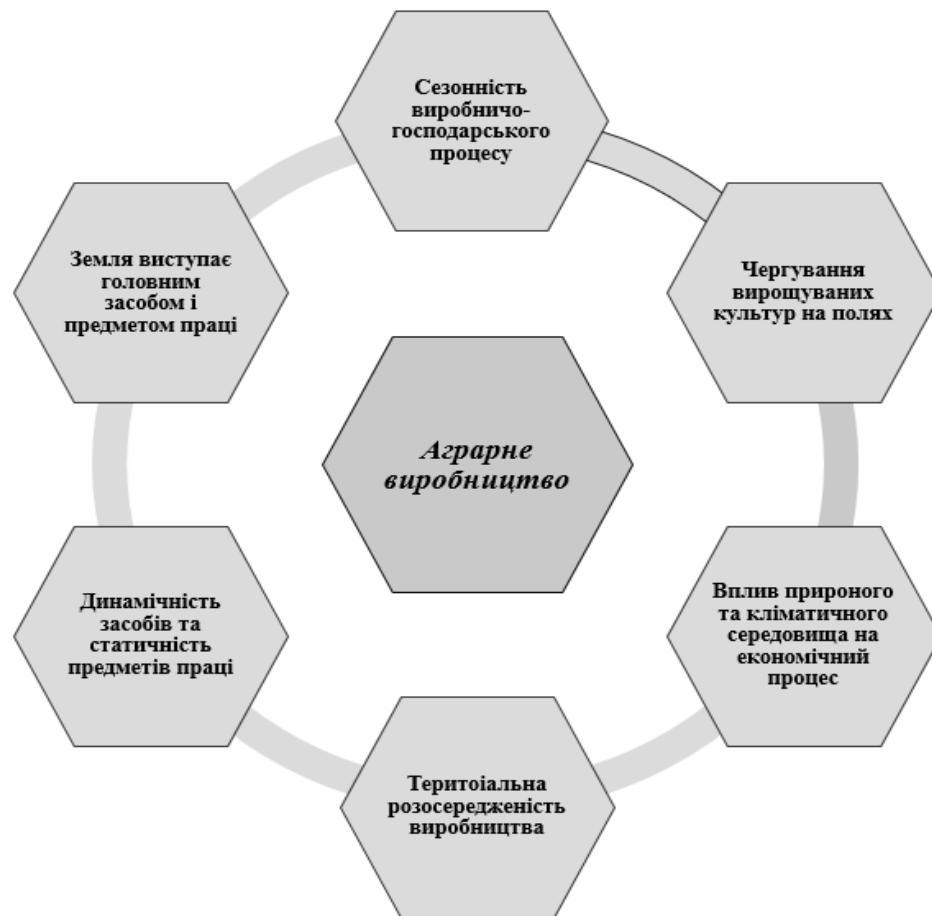 Сезонність
виробничо-
господарського
процесу
Земля виступає
головним
засобом і
предметом праці
Чергування
вирощуваних
культур на полях
Аграрне
виробництво
Динамічність
засобів та
статичність
предметів праці
Вплив прироного
та кліматичного
середовища на
економічний
процес
Теритоіальна
розосередженість
виробництва